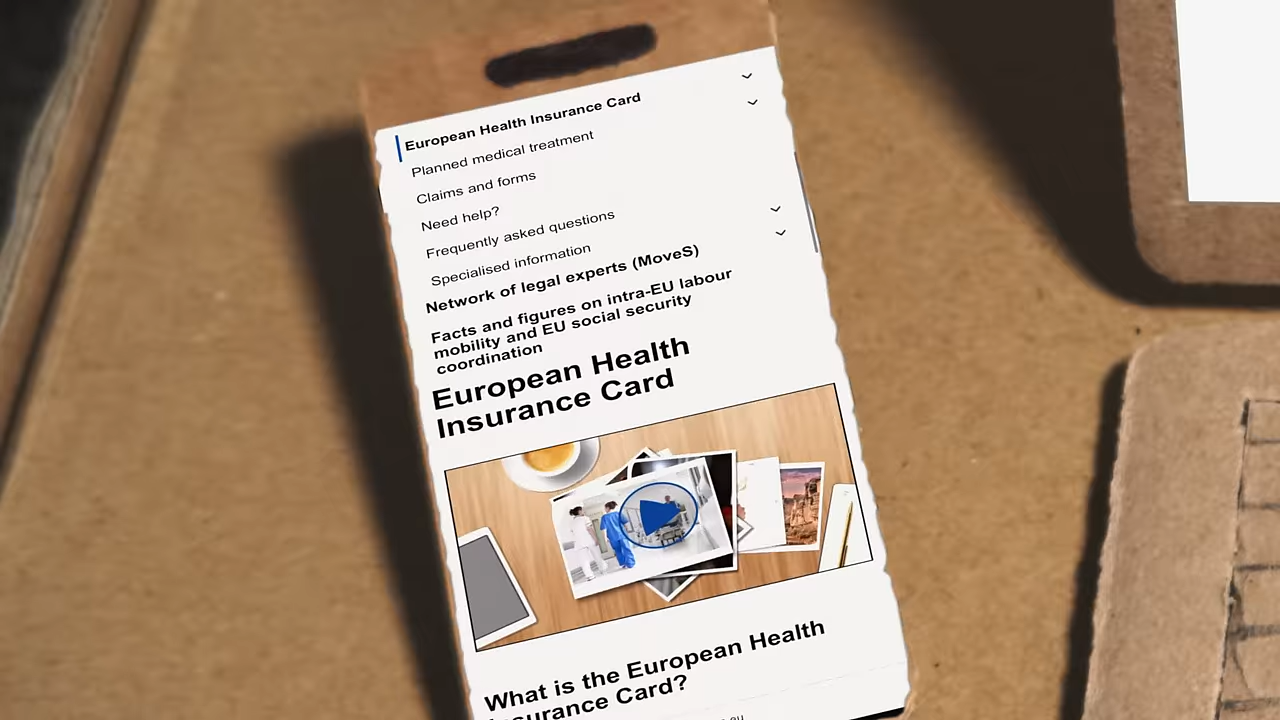 European Health Insurance Card
Planned medical treatment
Claims and forms
Need help?
Frequently asked questions
Specialised information
Network of legal experts (MoveS)
Facts and figures on intra-EU labour
mobility and EU social security
coordination
European Health
Insurance Card
What is the European Health
Insurance Card?